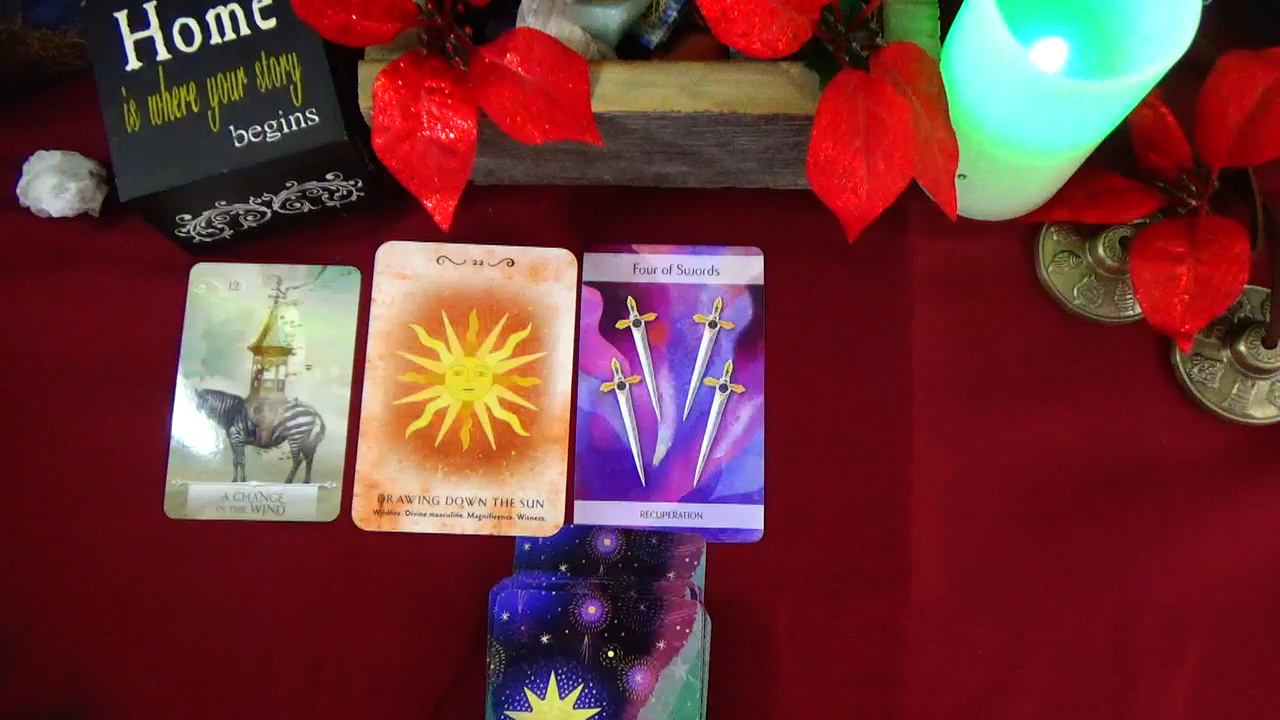 Home
is where your story
begins
12
A CHANGE
IN THE WIND
22
DRAWING DOWN THE SUN
Wildfire. Divine masculine. Magnificence. Witness.
Four of Swords
RECUPERATION